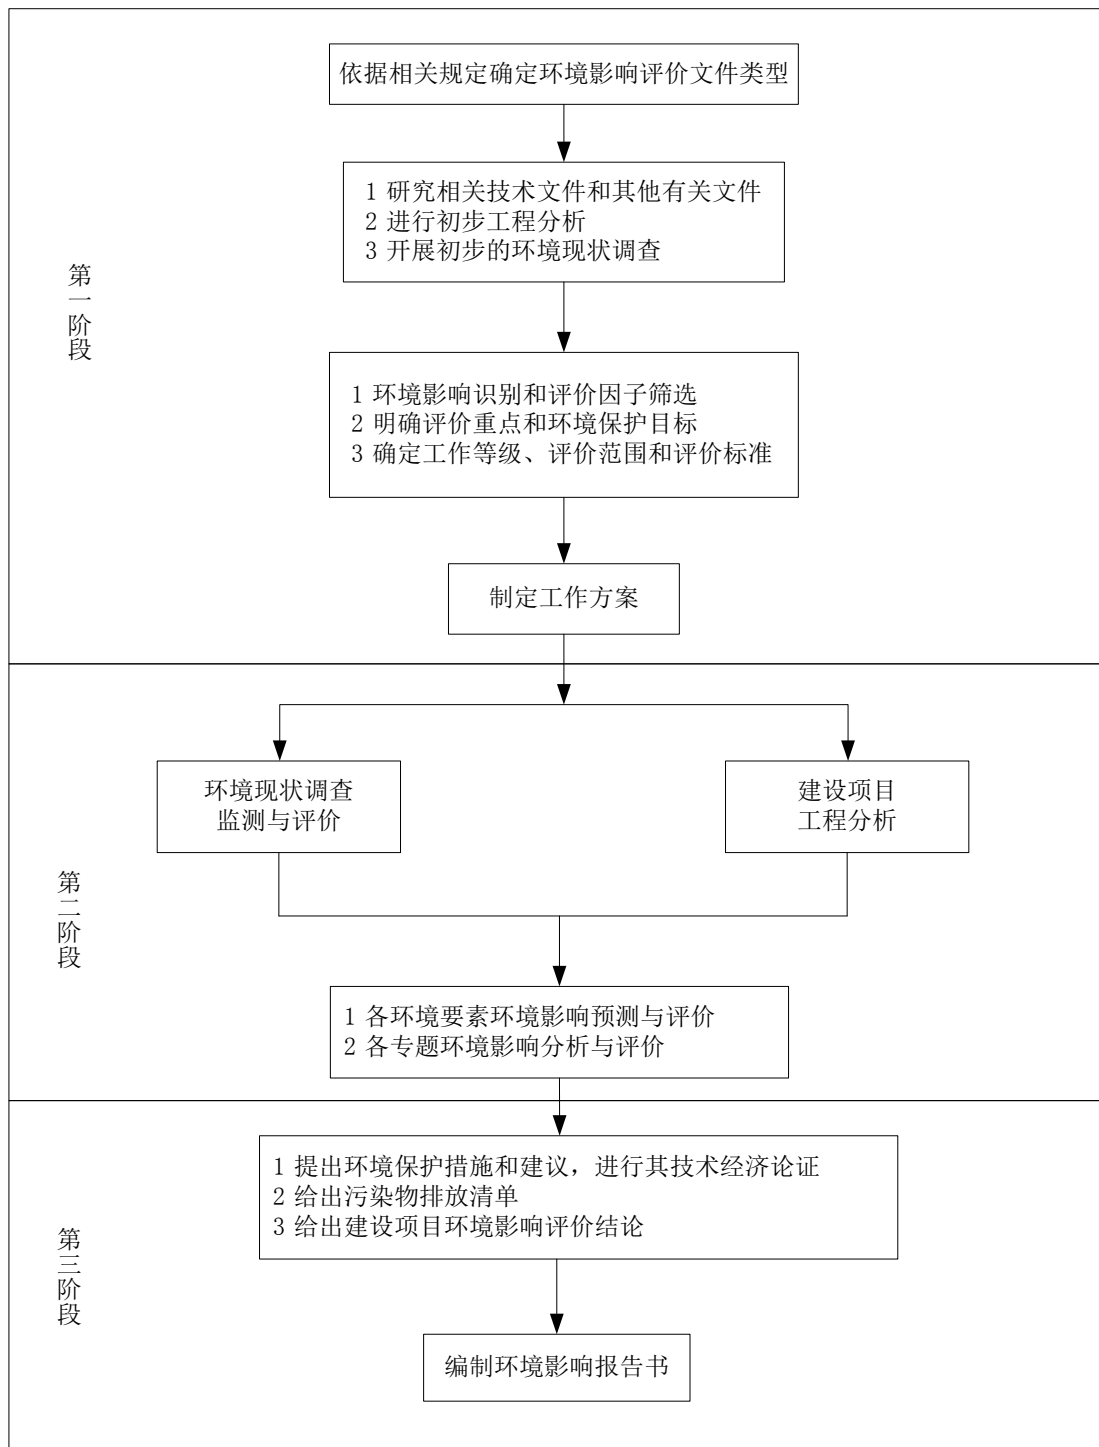 依据相关规定确定环境影响评价文件类型
1 研究相关技术文件和其他有关文件
2 进行初步工程分析
3 开展初步的环境现状调查
第一阶段
1 环境影响识别和评价因子筛选
2 明确评价重点和环境保护目标
3 确定工作等级、评价范围和评价标准
制定工作方案
环境现状调查
监测与评价
建设项目
工程分析
第二阶段
1 各环境要素环境影响预测与评价
2 各专题环境影响分析与评价
1 提出环境保护措施和建议，进行其技术经济论证
2 给出污染物排放清单
3 给出建设项目环境影响评价结论
第三阶段
编制环境影响报告书